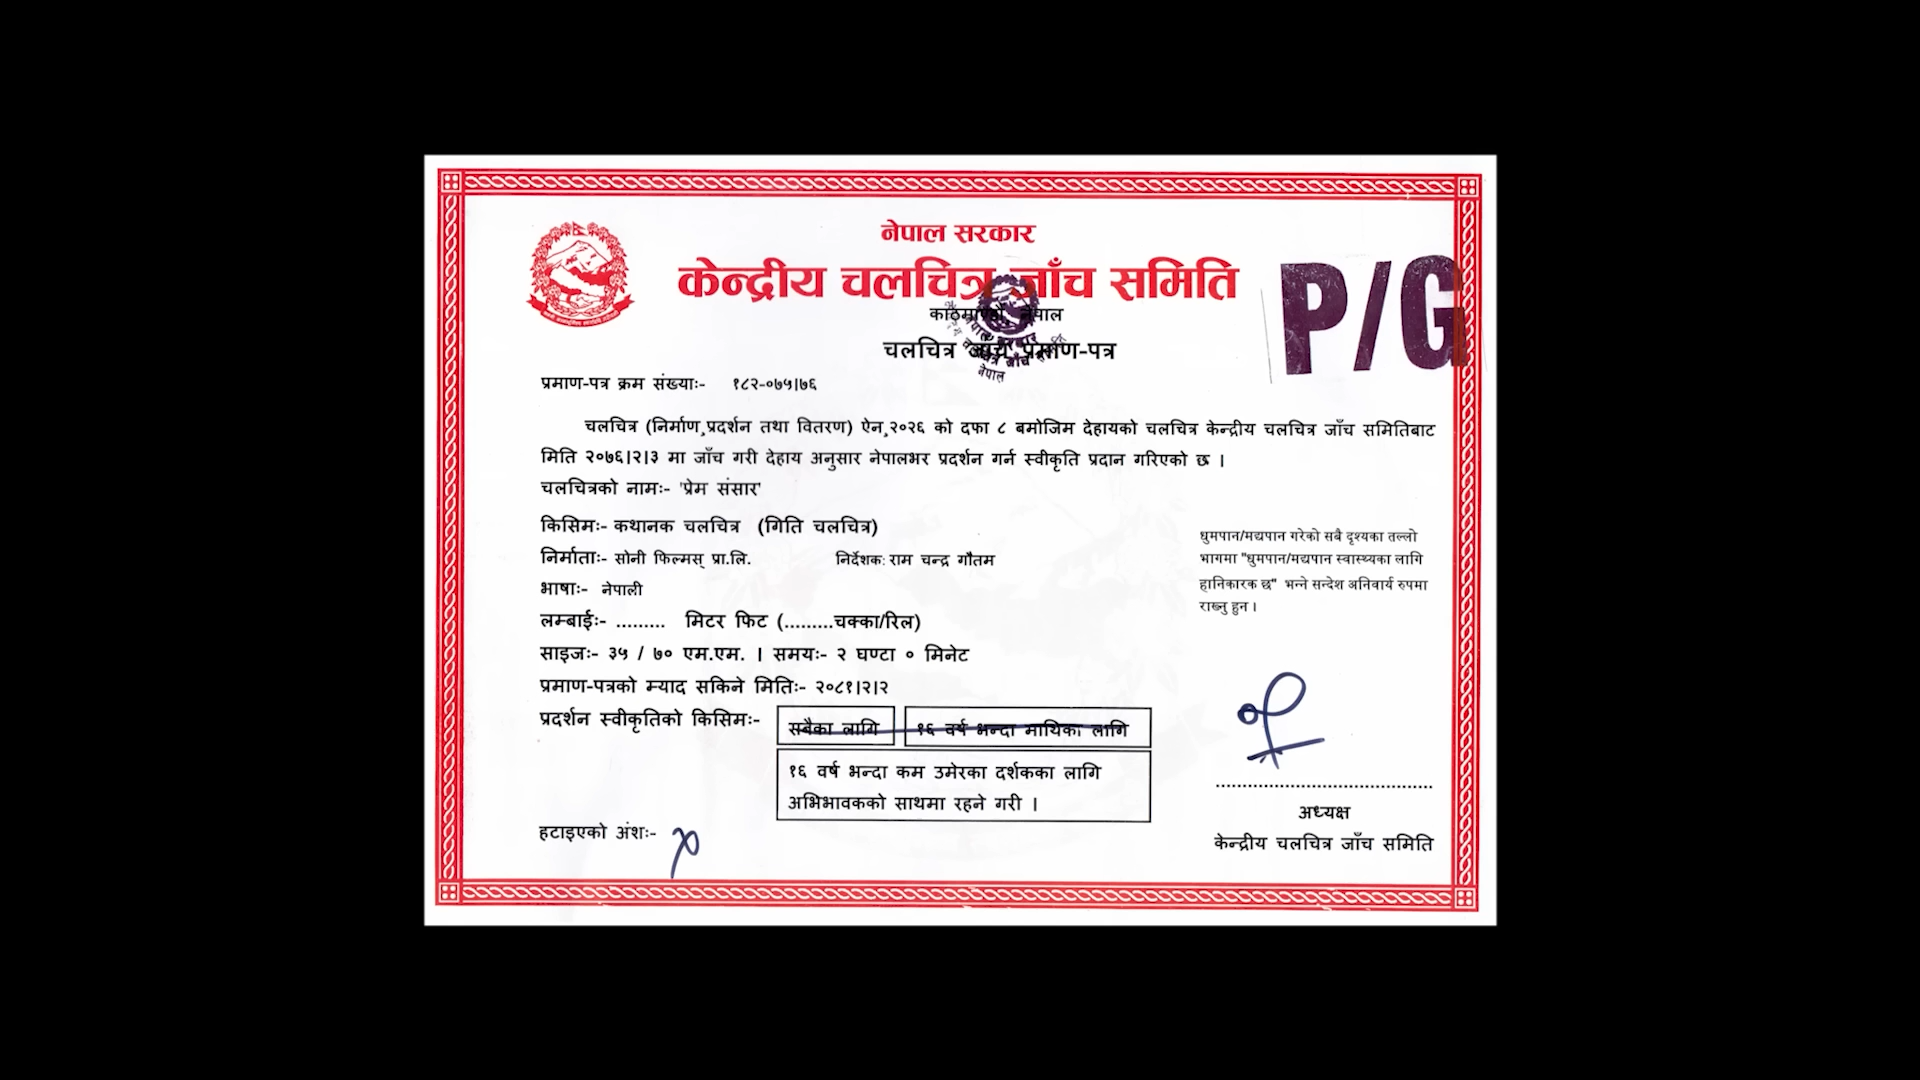 नेपाल सरकार
केन्द्रीय चलचित्र जाँच समिति
P/G
काठमाण्डौ, नेपाल
चलचित्र जाँच प्रमाण-पत्र
प्रमाण-पत्र क्रम संख्याः- १८२-०७५।७६
चलचित्र (निर्माण,प्रदर्शन तथा वितरण) ऐन,२०२६ को दफा ८ बमोजिम देहायको चलचित्र केन्द्रीय चलचित्र जाँच समितिबाट
मिति २०७६।२।३ मा जाँच गरी देहाय अनुसार नेपालभर प्रदर्शन गर्न स्वीकृति प्रदान गरिएको छ ।
चलचित्रको नामः- 'प्रेम संसार'
किसिमः- कथानक चलचित्र (गिति चलचित्र)
निर्माताः- सोनी फिल्मस् प्रा.लि. निर्देशक: राम चन्द्र गौतम
भाषाः- नेपाली
लम्बाईः- ......... मिटर फिट (.........चक्का/रिल)
साइजः- ३५ / ७० एम.एम. । समयः- २ घण्टा ० मिनेट
प्रमाण-पत्रको म्याद सकिने मितिः- २०८१।२।२
प्रदर्शन स्वीकृतिको किसिमः- सबैका लागि १६ वर्ष भन्दा माथिका लागि
१६ वर्ष भन्दा कम उमेरका दर्शकका लागि
अभिभावकको साथमा रहने गरी ।
हटाइएको अंशः-
धुमपान/मद्यपान गरेको सबै दृश्यका तल्लो
भागमा "धुमपान/मद्यपान स्वास्थ्यका लागि
हानिकारक छ" भन्ने सन्देश अनिवार्य रुपमा
राख्नु हुन ।
अध्यक्ष
केन्द्रीय चलचित्र जाँच समिति